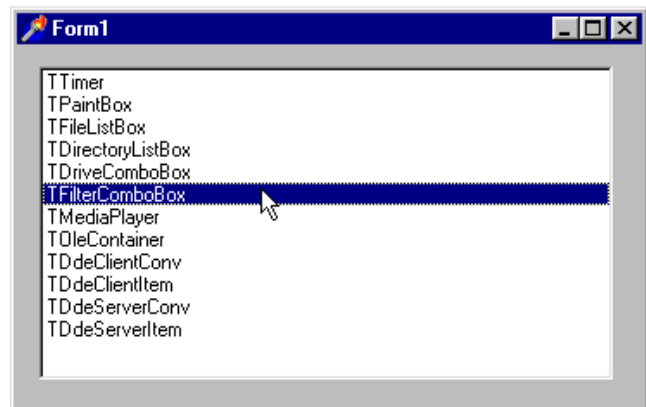 Form1
TTimer
TPaintBox
TFileListBox
TDirectoryListBox
TDriveComboBox
TFilterComboBox
TMediaPlayer
TOleContainer
TDdeClientConv
TDdeClientItem
TDdeServerConv
TDdeServerItem